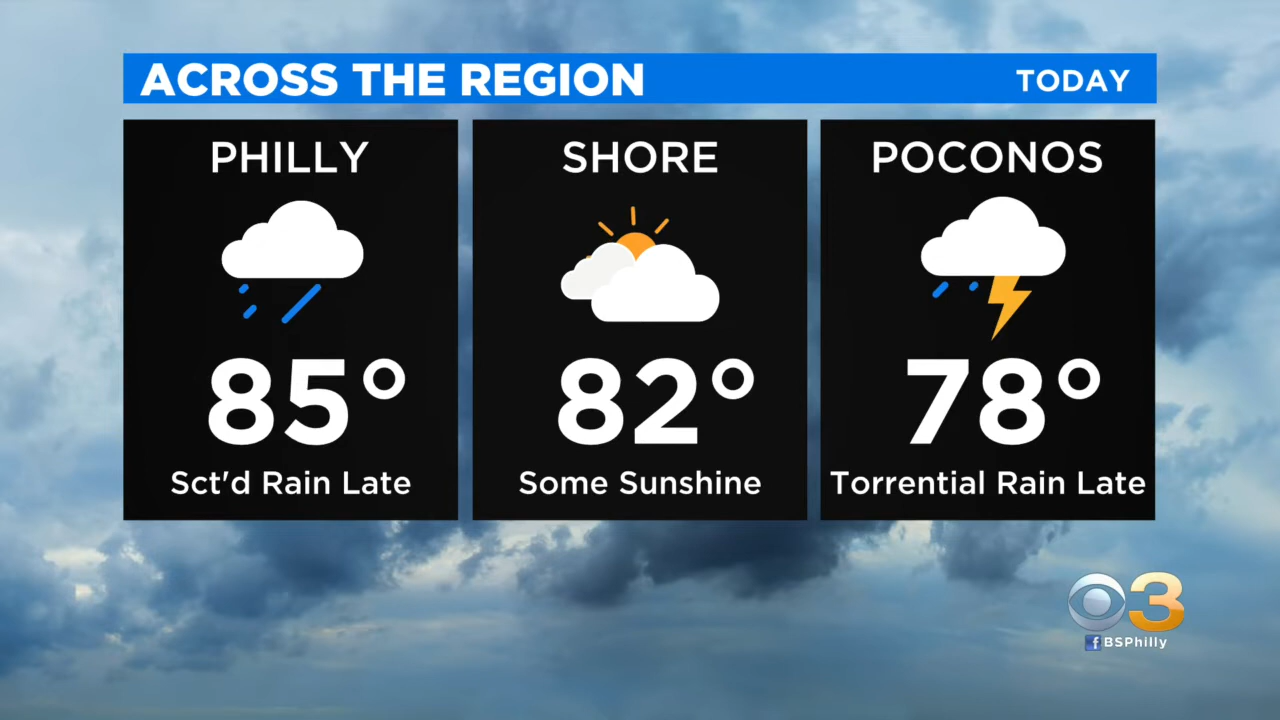 ACROSS THE REGION
TODAY
PHILLY
85°
Sct'd Rain Late
SHORE
82°
Some Sunshine
POCONOS
78°
Torrential Rain Late
3
f BSPhilly